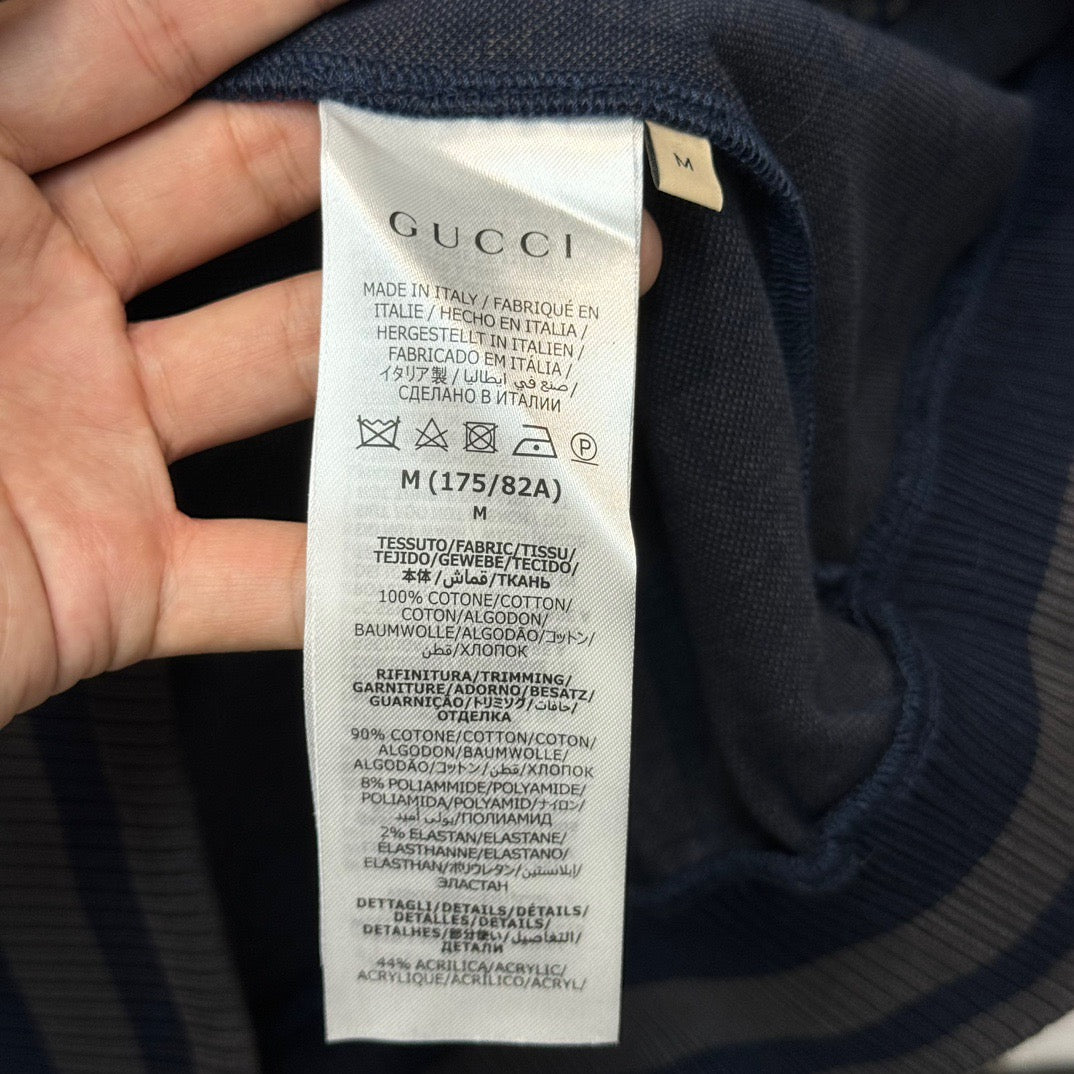 M
GUCCI
MADE IN ITALY / FABRIQUÉ EN
ITALIE / HECHO EN ITALIA /
HERGESTELLT IN ITALIEN /
FABRICADO EM ITÁLIA /
イタリア製 / صنع في إيطاليا /
СДЕЛАНО В ИТАЛИИ
P
M (175/82A)
M
TESSUTO/FABRIC/TISSU/
TEJIDO/GEWEBE/TECIDO/
本体/قماش/ТКАНЬ
100% COTONE/COTTON/
COTON/ALGODON/
BAUMWOLLE/ALGODÃO/コットン/
قطن/ХЛОПОК
RIFINITURA/TRIMMING/
GARNITURE/ADORNO/BESATZ/
GUARNIÇÃO/トリミング/حافات/
ОТДЕЛКА
90% COTONE/COTTON/COTON/
ALGODON/BAUMWOLLE/
ALGODÃO/コットン/قطن/ХЛОПОК
8% POLIAMMIDE/POLYAMIDE/
POLIAMIDA/POLYAMID/ナイロン/
بولي أميد/ПОЛИАМИД
2% ELASTAN/ELASTANE/
ÉLASTHANNE/ELASTANO/
ELASTHAN/ポリウレタン/إيلاستين/
ЭЛАСТАН
DETTAGLI/DETAILS/DÉTAILS/
DETALLES/DETAILS/
DETALHES/部分使い/التفاصيل/
ДЕТАЛИ
44% ACRILICA/ACRYLIC/
ACRYLIQUE/ACRÍLICO/ACRYL/